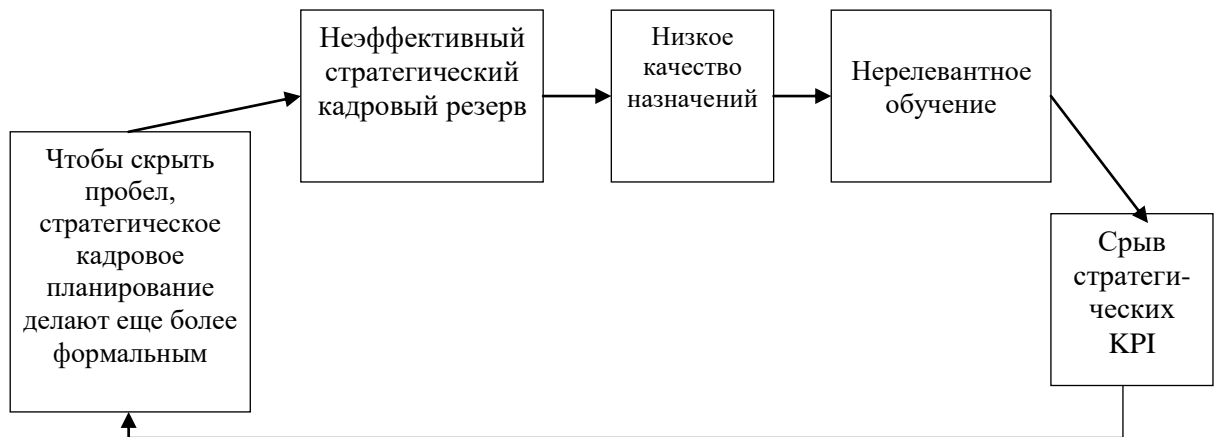 Неэффективный
стратегический
кадровый резерв
Низкое
качество
назначений
Нерелевантное
обучение
Чтобы скрыть
пробел,
стратегическое
кадровое
планирование
делают еще более
формальным
Срыв
стратеги-
ческих
KPI